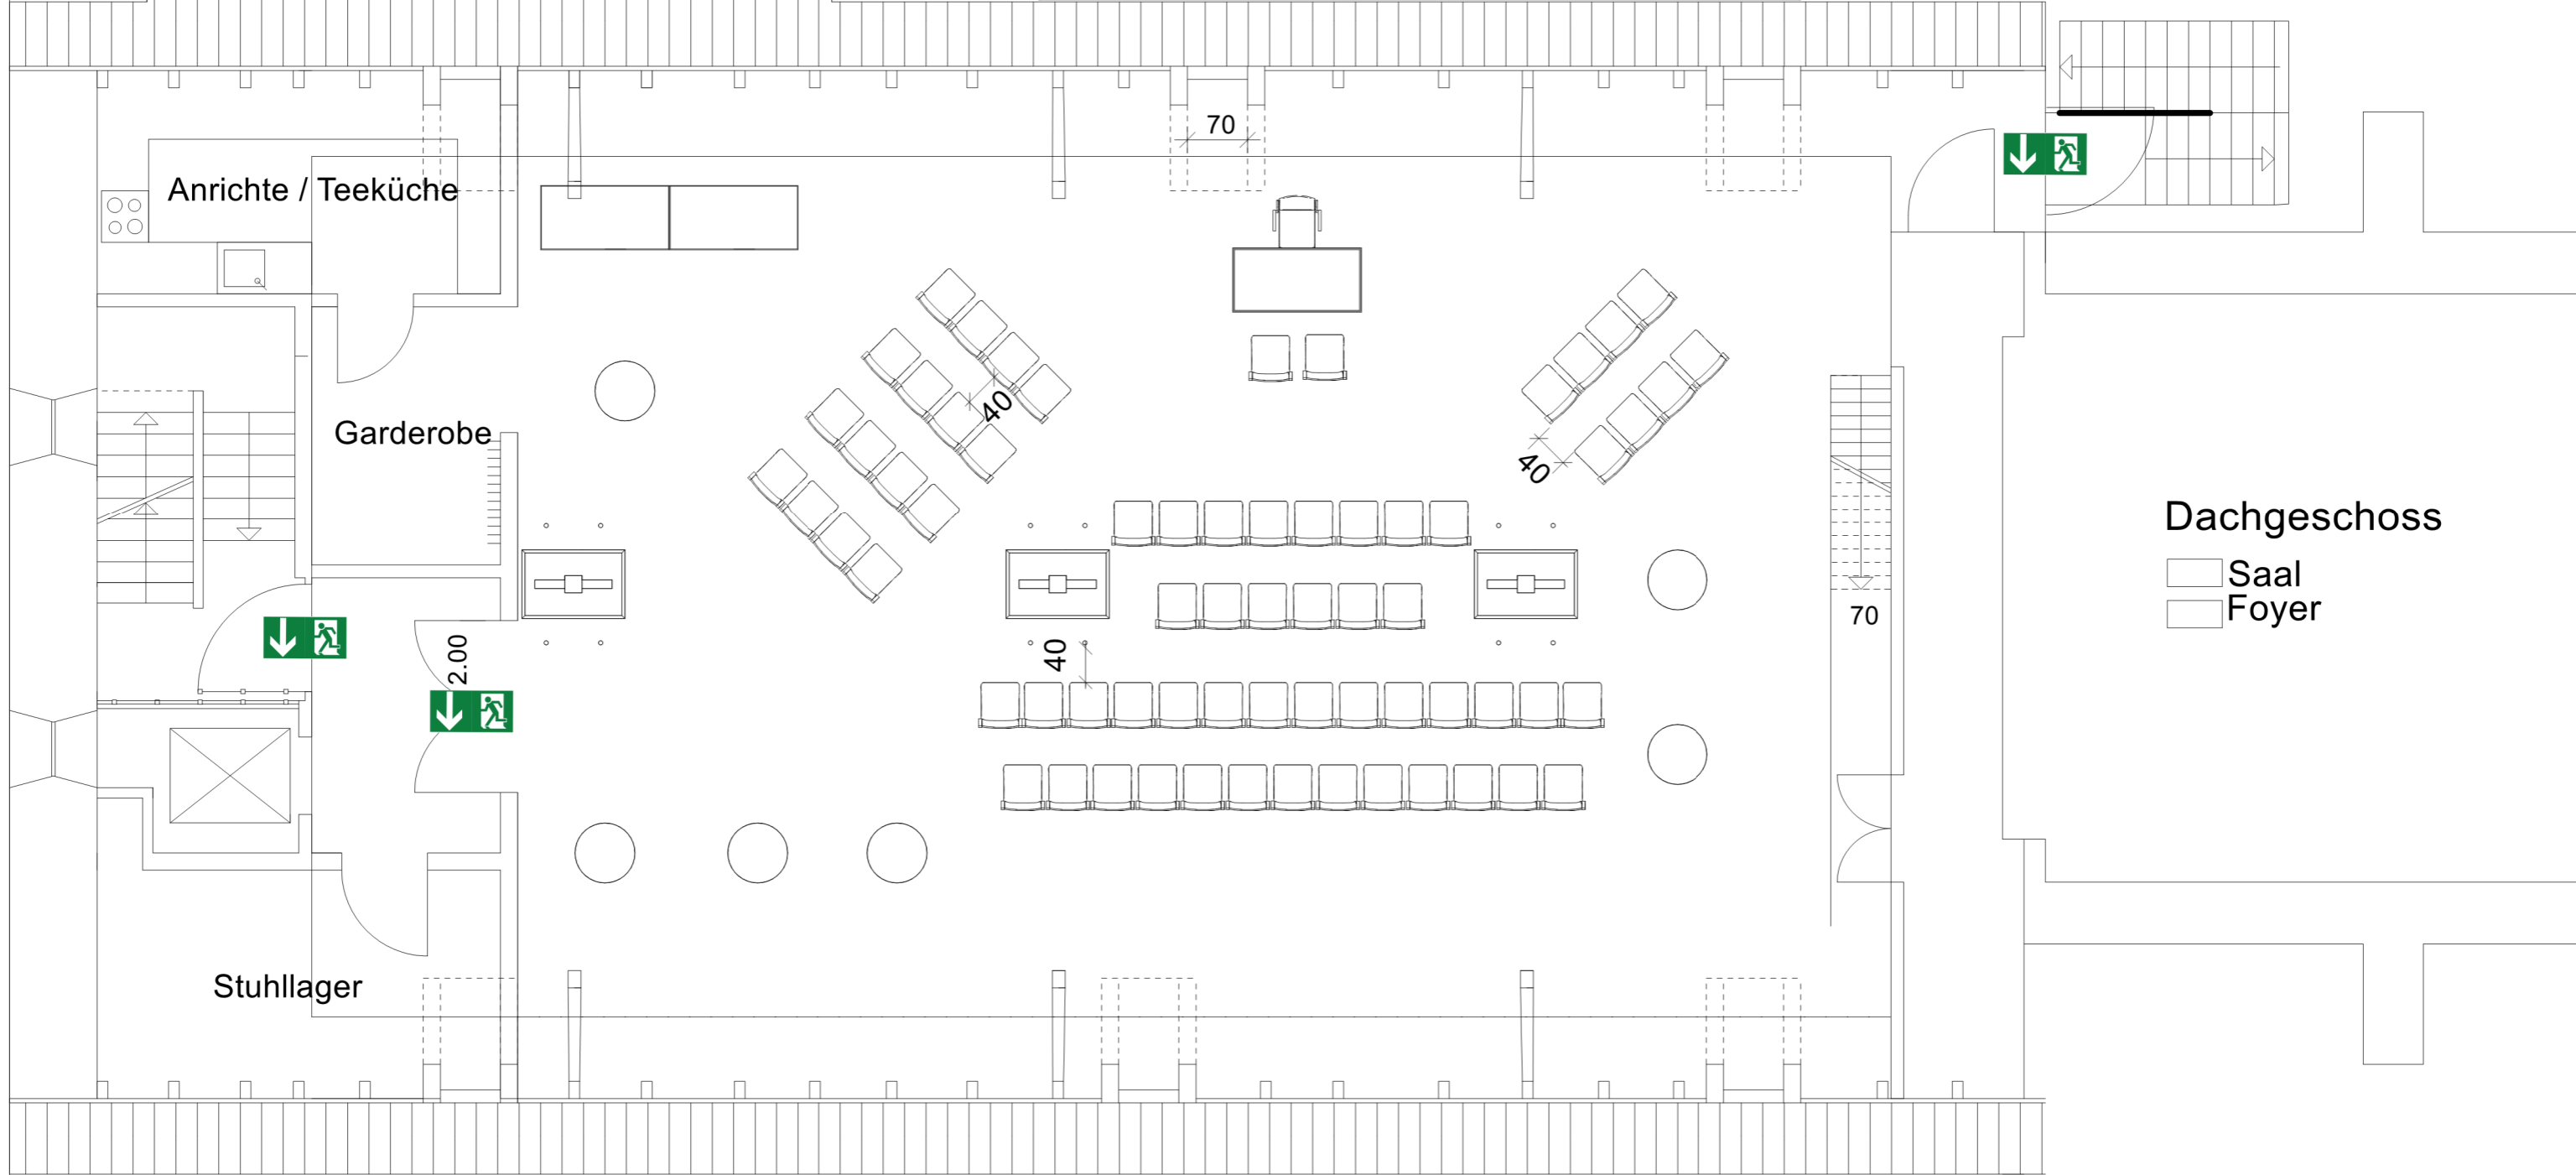 70
Anrichte / Teeküche
40
Garderobe
40
Dachgeschoss
Saal
Foyer
70
2.00
40
Stuhllager